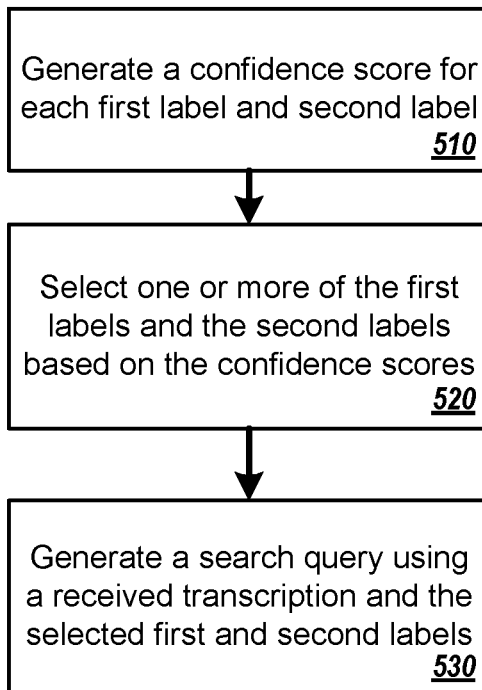 Generate a confidence score for
each first label and second label
510
Select one or more of the first
labels and the second labels
based on the confidence scores
520
Generate a search query using
a received transcription and the
selected first and second labels
530